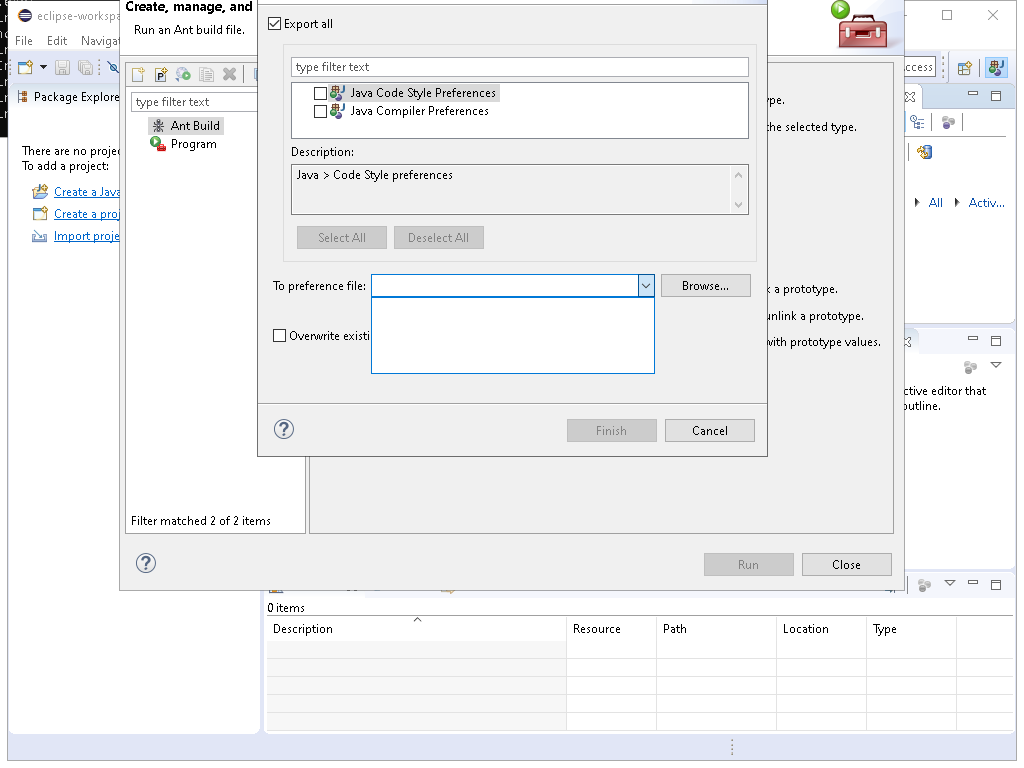 eclipse-workspa
File Edit Navigat
Package Explore
There are no projec
To add a project:
Create a Java
Create a proj
Import proje
Create, manage, and
Run an Ant build file.
type filter text
Ant Build
Program
Filter matched 2 of 2 items
Export all
type filter text
Java Code Style Preferences
Java Compiler Preferences
Description:
Java > Code Style preferences
Select All Deselect All
To preference file: Browse...
Overwrite existi
Finish Cancel
ype.
he selected type.
k a prototype.
unlink a prototype.
with prototype values.
Run Close
ccess
All Activ...
ctive editor that
outline.
0 items
Description Resource Path Location Type